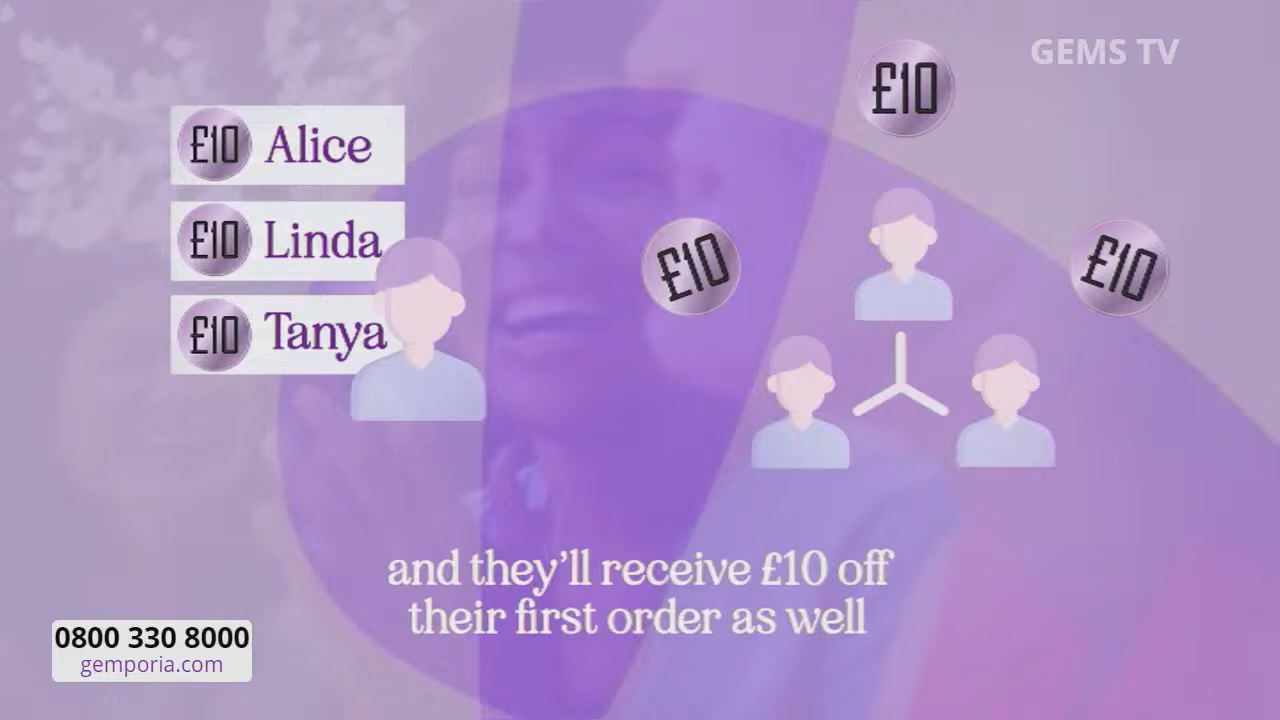 GEMS TV
£10 Alice
£10 Linda
£10 Tanya
£10
£10
£10
and they'll receive £10 off
their first order as well
0800 330 8000
gemporia.com